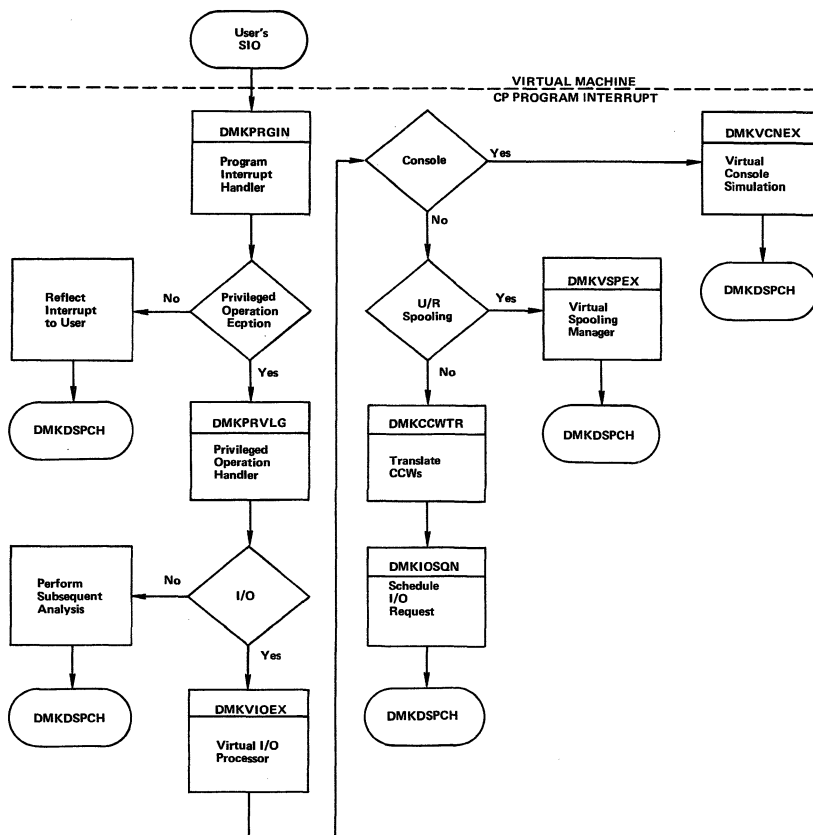 User's
SIO
VIRTUAL MACHINE
CP PROGRAM INTERRUPT
DMKPRGIN
Program
Interrupt
Handler
Privileged
Operation
Ecption
No
Reflect
Interrupt
to User
DMKDSPCH
Yes
DMKPRVLG
Privileged
Operation
Handler
I/O
No
Perform
Subsequent
Analysis
DMKDSPCH
Yes
DMKVIOEX
Virtual I/O
Processor
Console
Yes
DMKVCNEX
Virtual
Console
Simulation
DMKDSPCH
No
U/R
Spooling
Yes
DMKVSPEX
Virtual
Spooling
Manager
DMKDSPCH
No
DMKCCWTR
Translate
CCWs
DMKIOSQN
Schedule
I/O
Request
DMKDSPCH